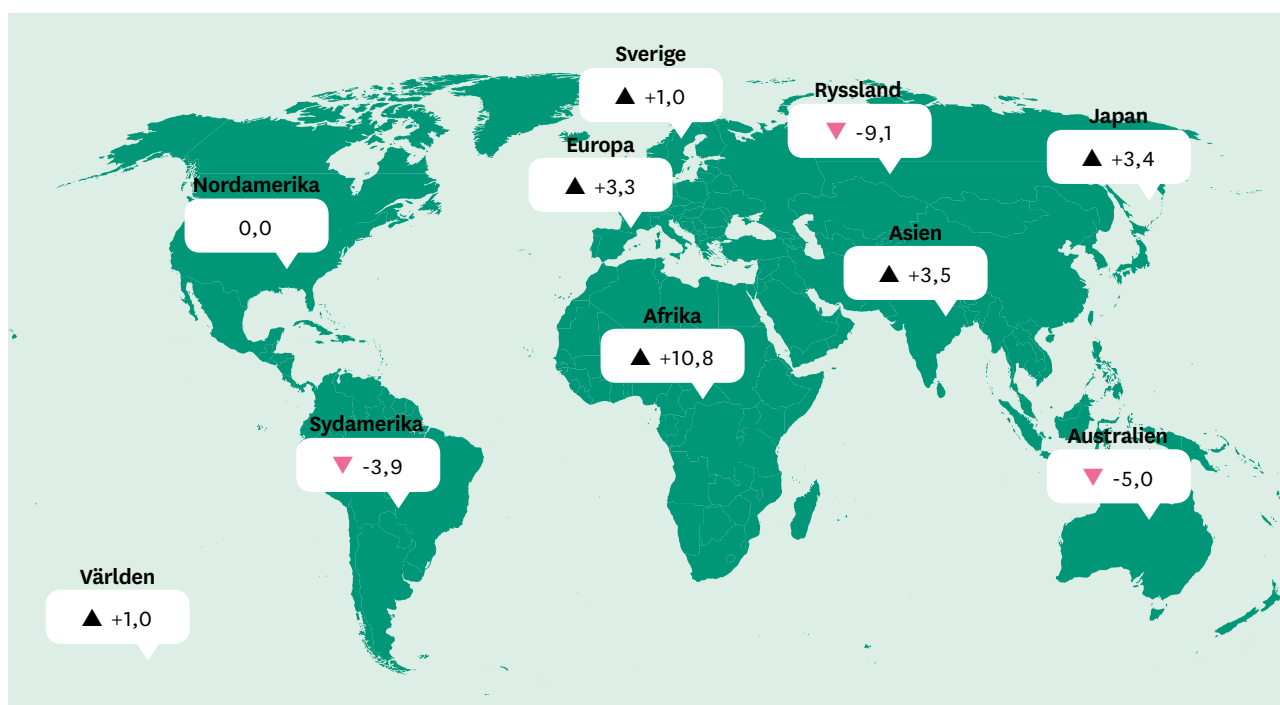 Sverige
▲ +1,0
Ryssland
▼ -9,1
Japan
▲ +3,4
Europa
▲ +3,3
Nordamerika
0,0
Asien
▲ +3,5
Afrika
▲ +10,8
Sydamerika
▼ -3,9
Australien
▼ -5,0
Världen
▲ +1,0